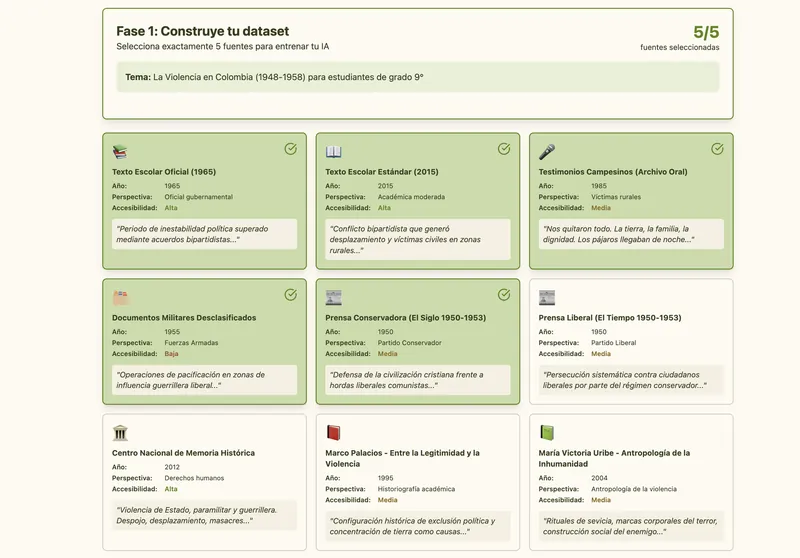 Fase 1: Construye tu dataset
Selecciona exactamente 5 fuentes para entrenar tu IA
5/5
fuentes seleccionadas
Tema: La Violencia en Colombia (1948-1958) para estudiantes de grado 9°
Texto Escolar Oficial (1965)
Año: 1965
Perspectiva: Oficial gubernamental
Accesibilidad: Alta
"Periodo de inestabilidad política superado
mediante acuerdos bipartidistas..."
Texto Escolar Estándar (2015)
Año: 2015
Perspectiva: Académica moderada
Accesibilidad: Alta
"Conflicto bipartidista que generó
desplazamiento y víctimas civiles en zonas
rurales..."
Testimonios Campesinos (Archivo Oral)
Año: 1985
Perspectiva: Víctimas rurales
Accesibilidad: Media
"Nos quitaron todo. La tierra, la familia, la
dignidad. Los pájaros llegaban de noche..."
Documentos Militares Desclasificados
Año: 1955
Perspectiva: Fuerzas Armadas
Accesibilidad: Baja
"Operaciones de pacificación en zonas de
influencia guerrillera liberal..."
Prensa Conservadora (El Siglo 1950-1953)
Año: 1950
Perspectiva: Partido Conservador
Accesibilidad: Media
"Defensa de la civilización cristiana frente a
hordas liberales comunistas..."
Prensa Liberal (El Tiempo 1950-1953)
Año: 1950
Perspectiva: Partido Liberal
Accesibilidad: Media
"Persecución sistemática contra ciudadanos
liberales por parte del régimen conservador..."
Centro Nacional de Memoria Histórica
Año: 2012
Perspectiva: Derechos humanos
Accesibilidad: Alta
"Violencia de Estado, paramilitar y guerrillera.
Despojo, desplazamiento, masacres..."
Marco Palacios - Entre la Legitimidad y la
Violencia
Año: 1995
Perspectiva: Historiografía académica
Accesibilidad: Media
"Configuración histórica de exclusión política y
concentración de tierra como causas..."
María Victoria Uribe - Antropología de la
Inhumanidad
Año: 2004
Perspectiva: Antropología de la violencia
Accesibilidad: Media
"Rituales de sevicia, marcas corporales del terror,
construcción social del enemigo..."